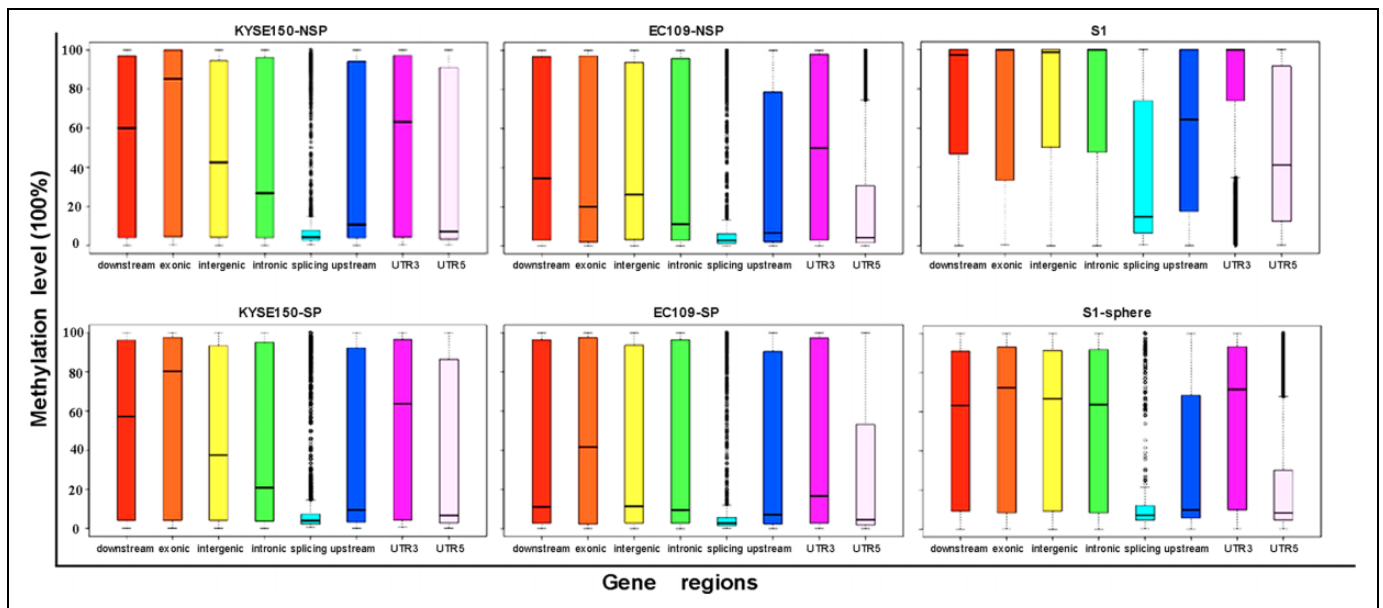 KYSE150-NSP
EC109-NSP
S1
100
80
60
40
20
0
downstream exonic intergenic intronic splicing upstream UTR3 UTR5
downstream exonic intergenic intronic splicing upstream UTR3 UTR5
downstream exonic intergenic intronic splicing upstream UTR3 UTR5
Methylation level (100%)
KYSE150-SP
EC109-SP
S1-sphere
100
80
60
40
20
0
downstream exonic intergenic intronic splicing upstream UTR3 UTR5
downstream exonic intergenic intronic splicing upstream UTR3 UTR5
downstream exonic intergenic intronic splicing upstream UTR3 UTR5
Gene regions